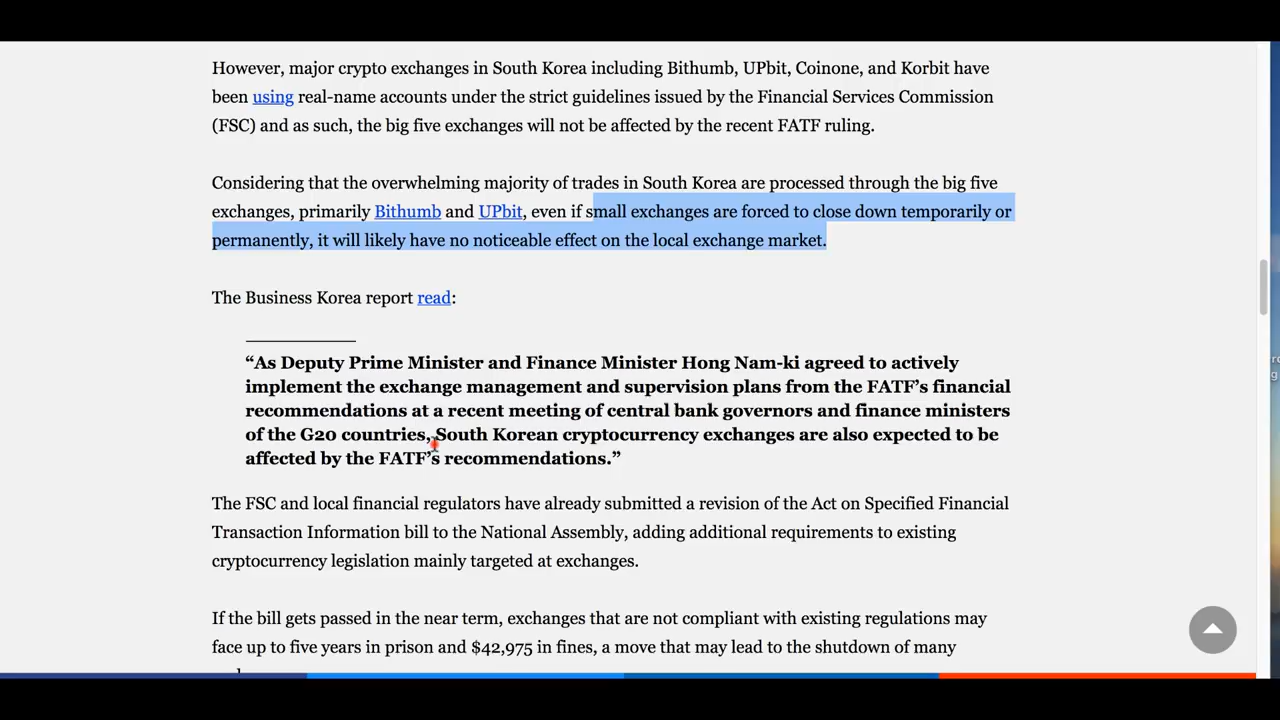 However, major crypto exchanges in South Korea including Bithumb, UPbit, Coinone, and Korbit have
been using real-name accounts under the strict guidelines issued by the Financial Services Commission
(FSC) and as such, the big five exchanges will not be affected by the recent FATF ruling.
Considering that the overwhelming majority of trades in South Korea are processed through the big five
exchanges, primarily Bithumb and UPbit, even if small exchanges are forced to close down temporarily or
permanently, it will likely have no noticeable effect on the local exchange market.
The Business Korea report read:
“As Deputy Prime Minister and Finance Minister Hong Nam-ki agreed to actively
implement the exchange management and supervision plans from the FATF’s financial
recommendations at a recent meeting of central bank governors and finance ministers
of the G20 countries, South Korean cryptocurrency exchanges are also expected to be
affected by the FATF’s recommendations.”
The FSC and local financial regulators have already submitted a revision of the Act on Specified Financial
Transaction Information bill to the National Assembly, adding additional requirements to existing
cryptocurrency legislation mainly targeted at exchanges.
If the bill gets passed in the near term, exchanges that are not compliant with existing regulations may
face up to five years in prison and $42,975 in fines, a move that may lead to the shutdown of many